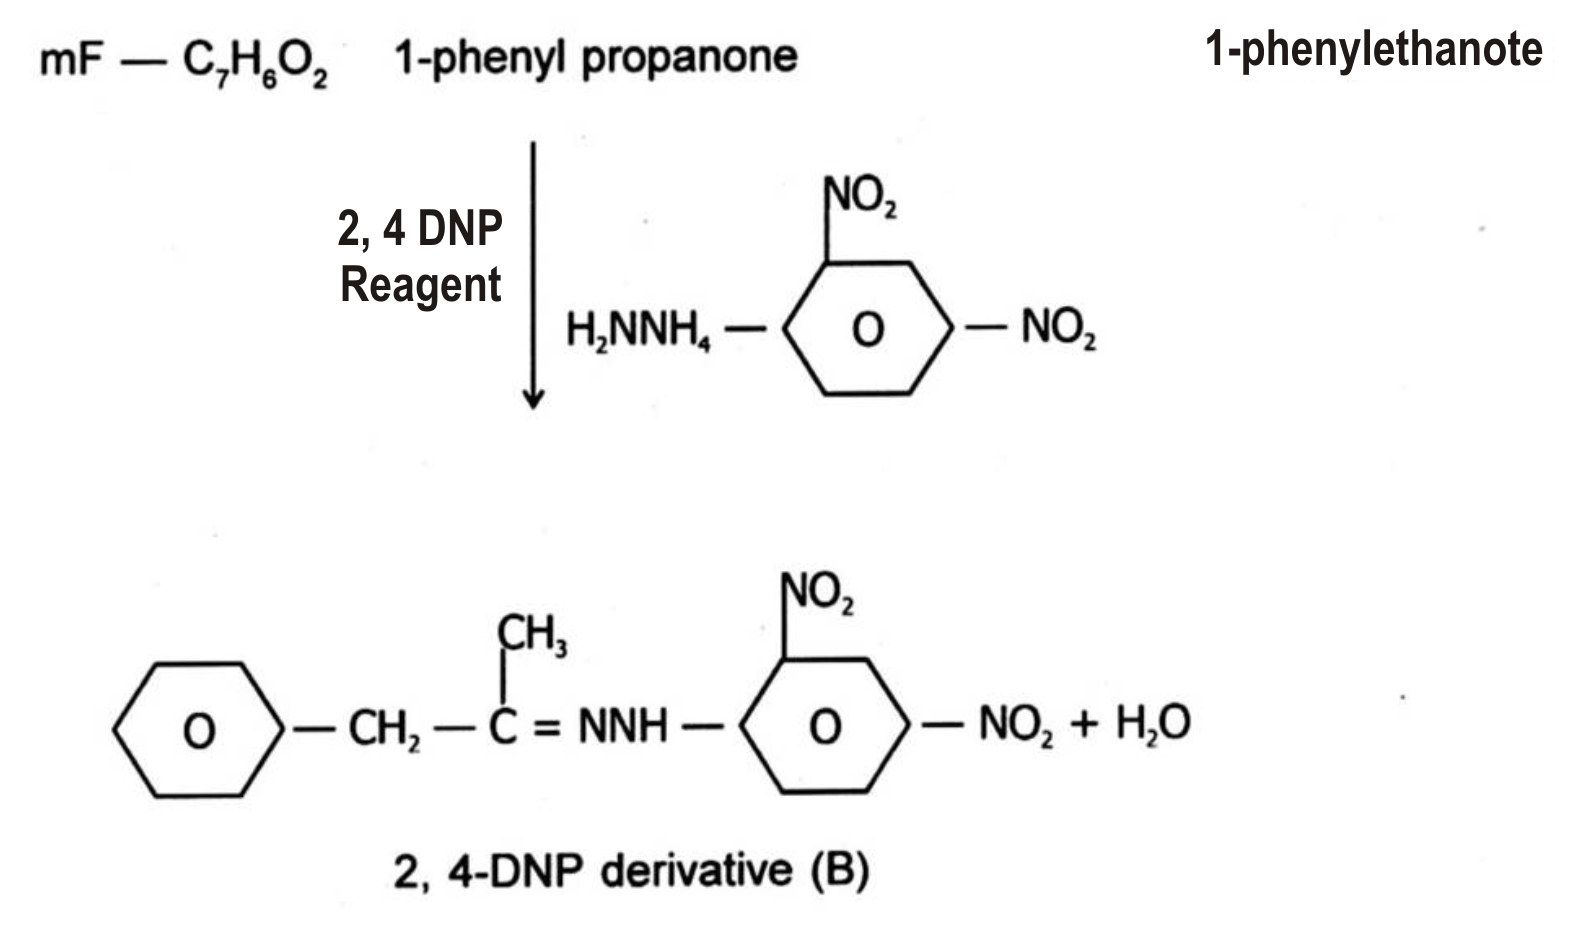 mF — C₇H₆O₂ 1-phenyl propanone 1-phenylethanote
NO₂
2, 4 DNP
Reagent
H₂NNH₄ — O — NO₂
NO₂
CH₃
O — CH₂ — C = NNH — O — NO₂ + H₂O
2, 4-DNP derivative (B)